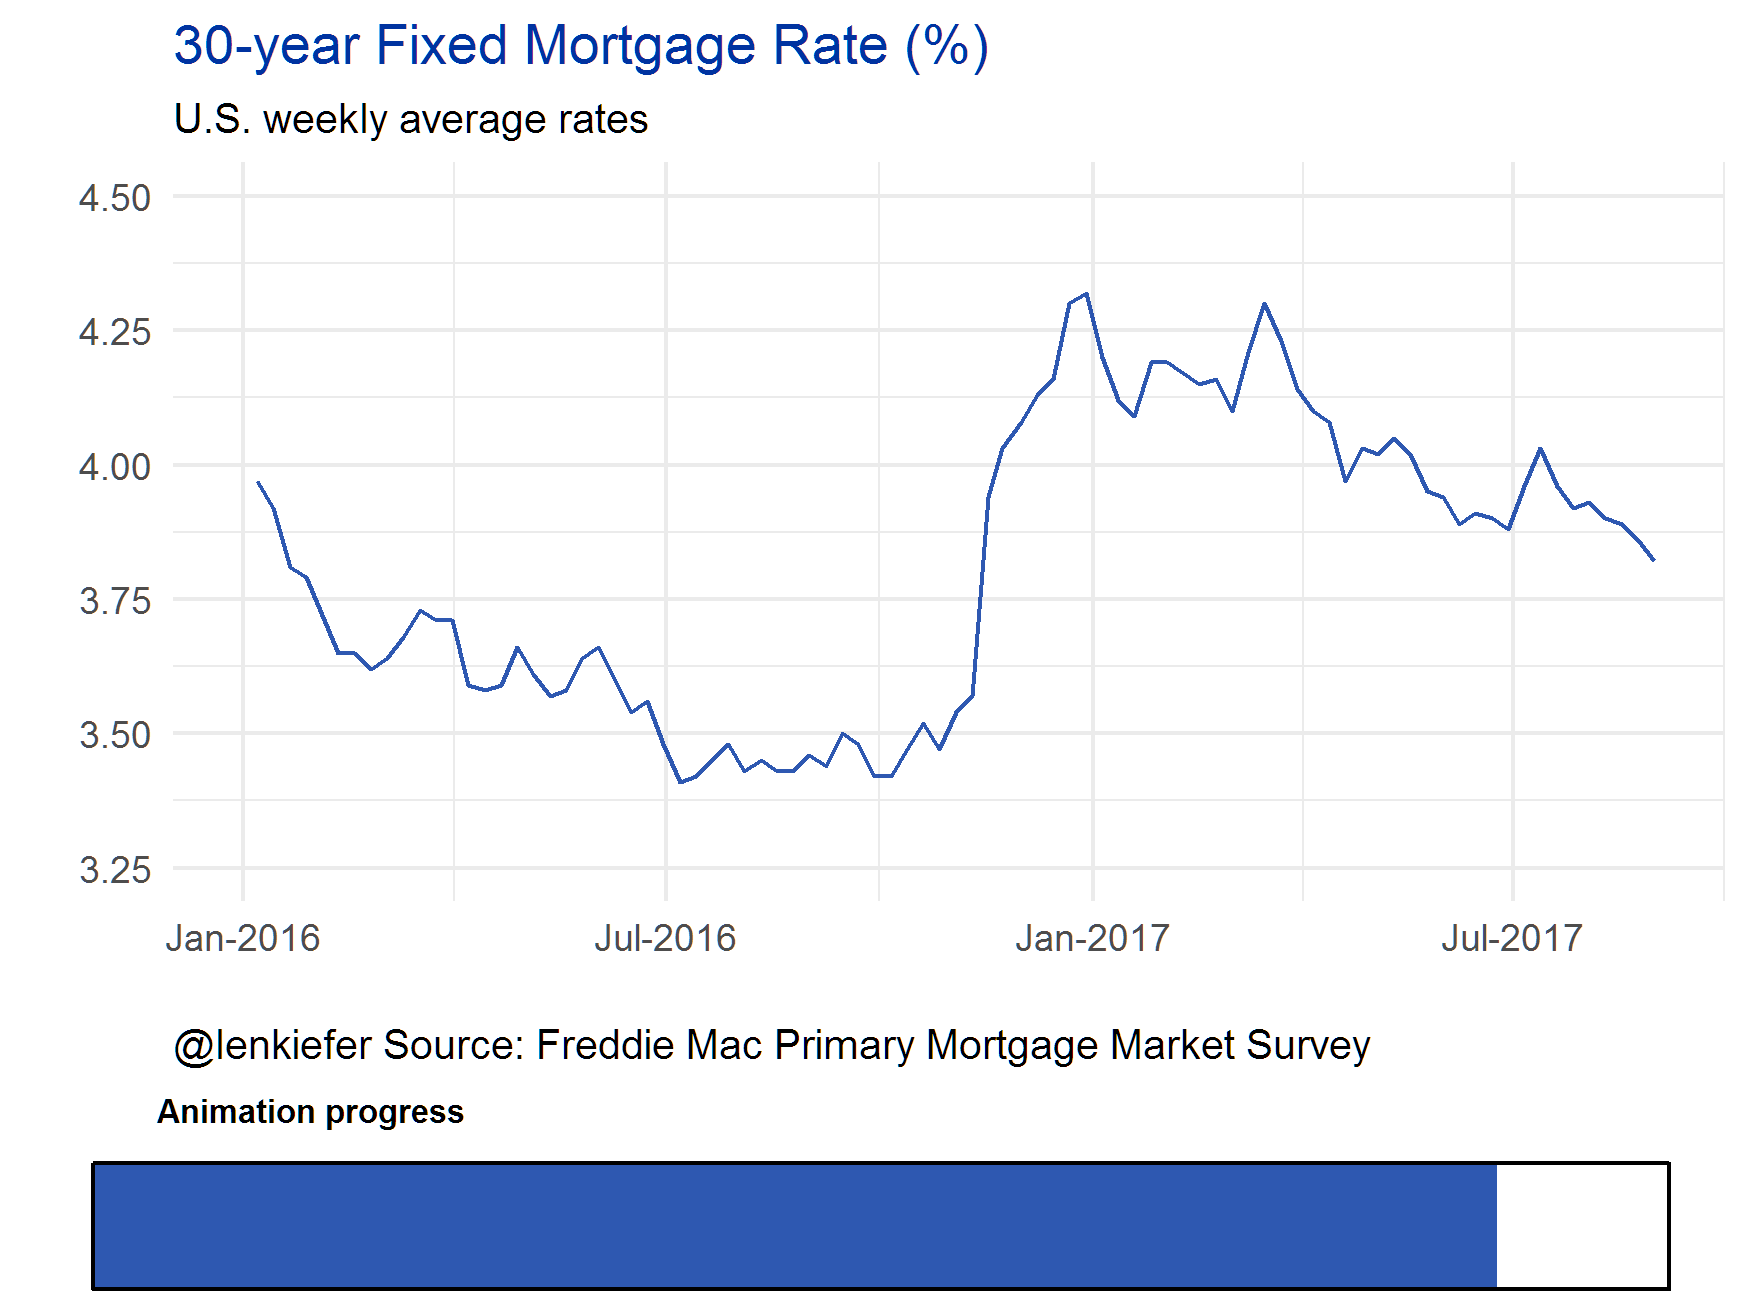 30-year Fixed Mortgage Rate (%)
U.S. weekly average rates
4.50
4.25
4.00
3.75
3.50
3.25
Jan-2016 Jul-2016 Jan-2017 Jul-2017
@lenkiefer Source: Freddie Mac Primary Mortgage Market Survey
Animation progress